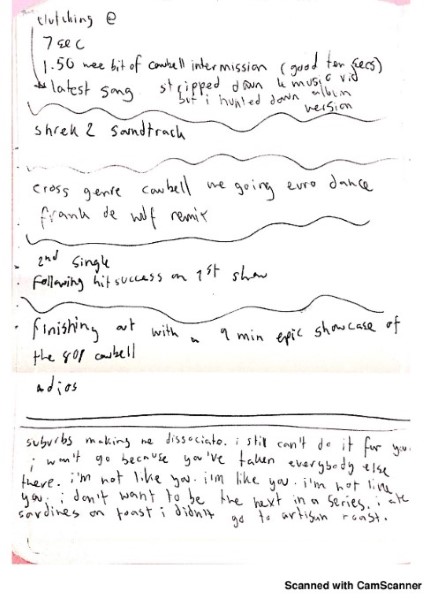 clutching @
7 sec
1.50 wee bit of cowbell intermission (good ten secs)
latest song stripped down 4 music vid
but i hunted down album
version
shrek 2 soundtrack
cross genre cowbell we going euro dance
frank de wulf remix
2nd single
following hit success on 1st show
finishing out with a 9 min epic showcase of
the 808 cowbell
adios
suburbs making me dissociate. i still can't do it for you.
i won't go because you've taken everybody else
there. i'm not like you. i'm like you. i'm not like
you. i don't want to be the next in a series. i ate
sardines on toast i didn't go to artisan roast.
Scanned with CamScanner